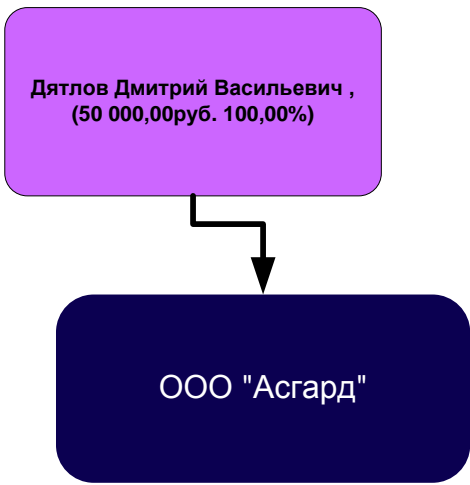 Дятлов Дмитрий Васильевич ,
(50 000,00руб. 100,00%)
ООО "Асгард"